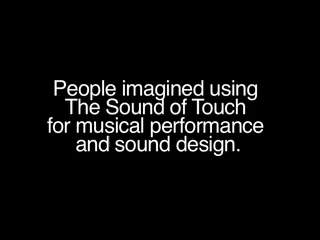 People imagined using
The Sound of Touch
for musical performance
and sound design.